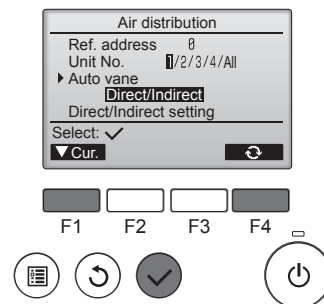 Air distribution
Ref. address 0
Unit No. 1/2/3/4/All
Auto vane
Direct/Indirect
Direct/Indirect setting
Select:
Cur.
F1 F2 F3 F4